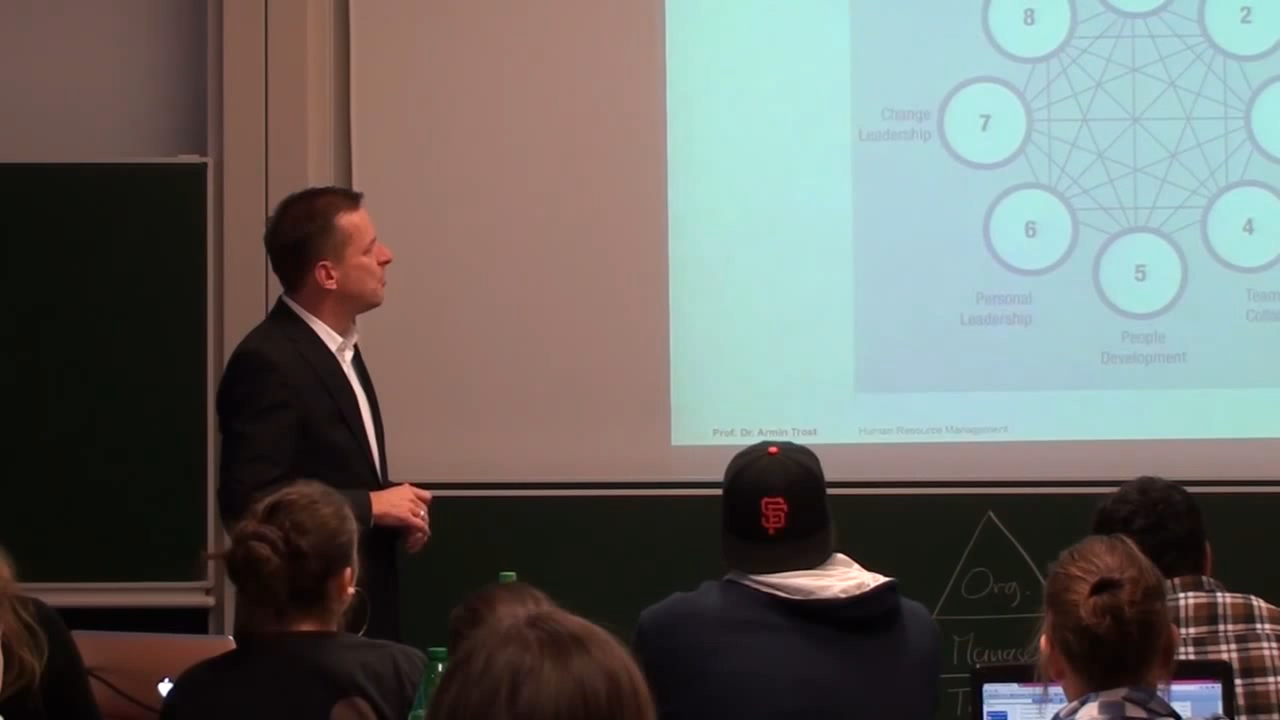 8
2
Change
Leadership
7
6
4
5
Personal
Leadership
Team
People
Development
Prof. Dr. Armin Trost
Human Resource Management
SF
Org.